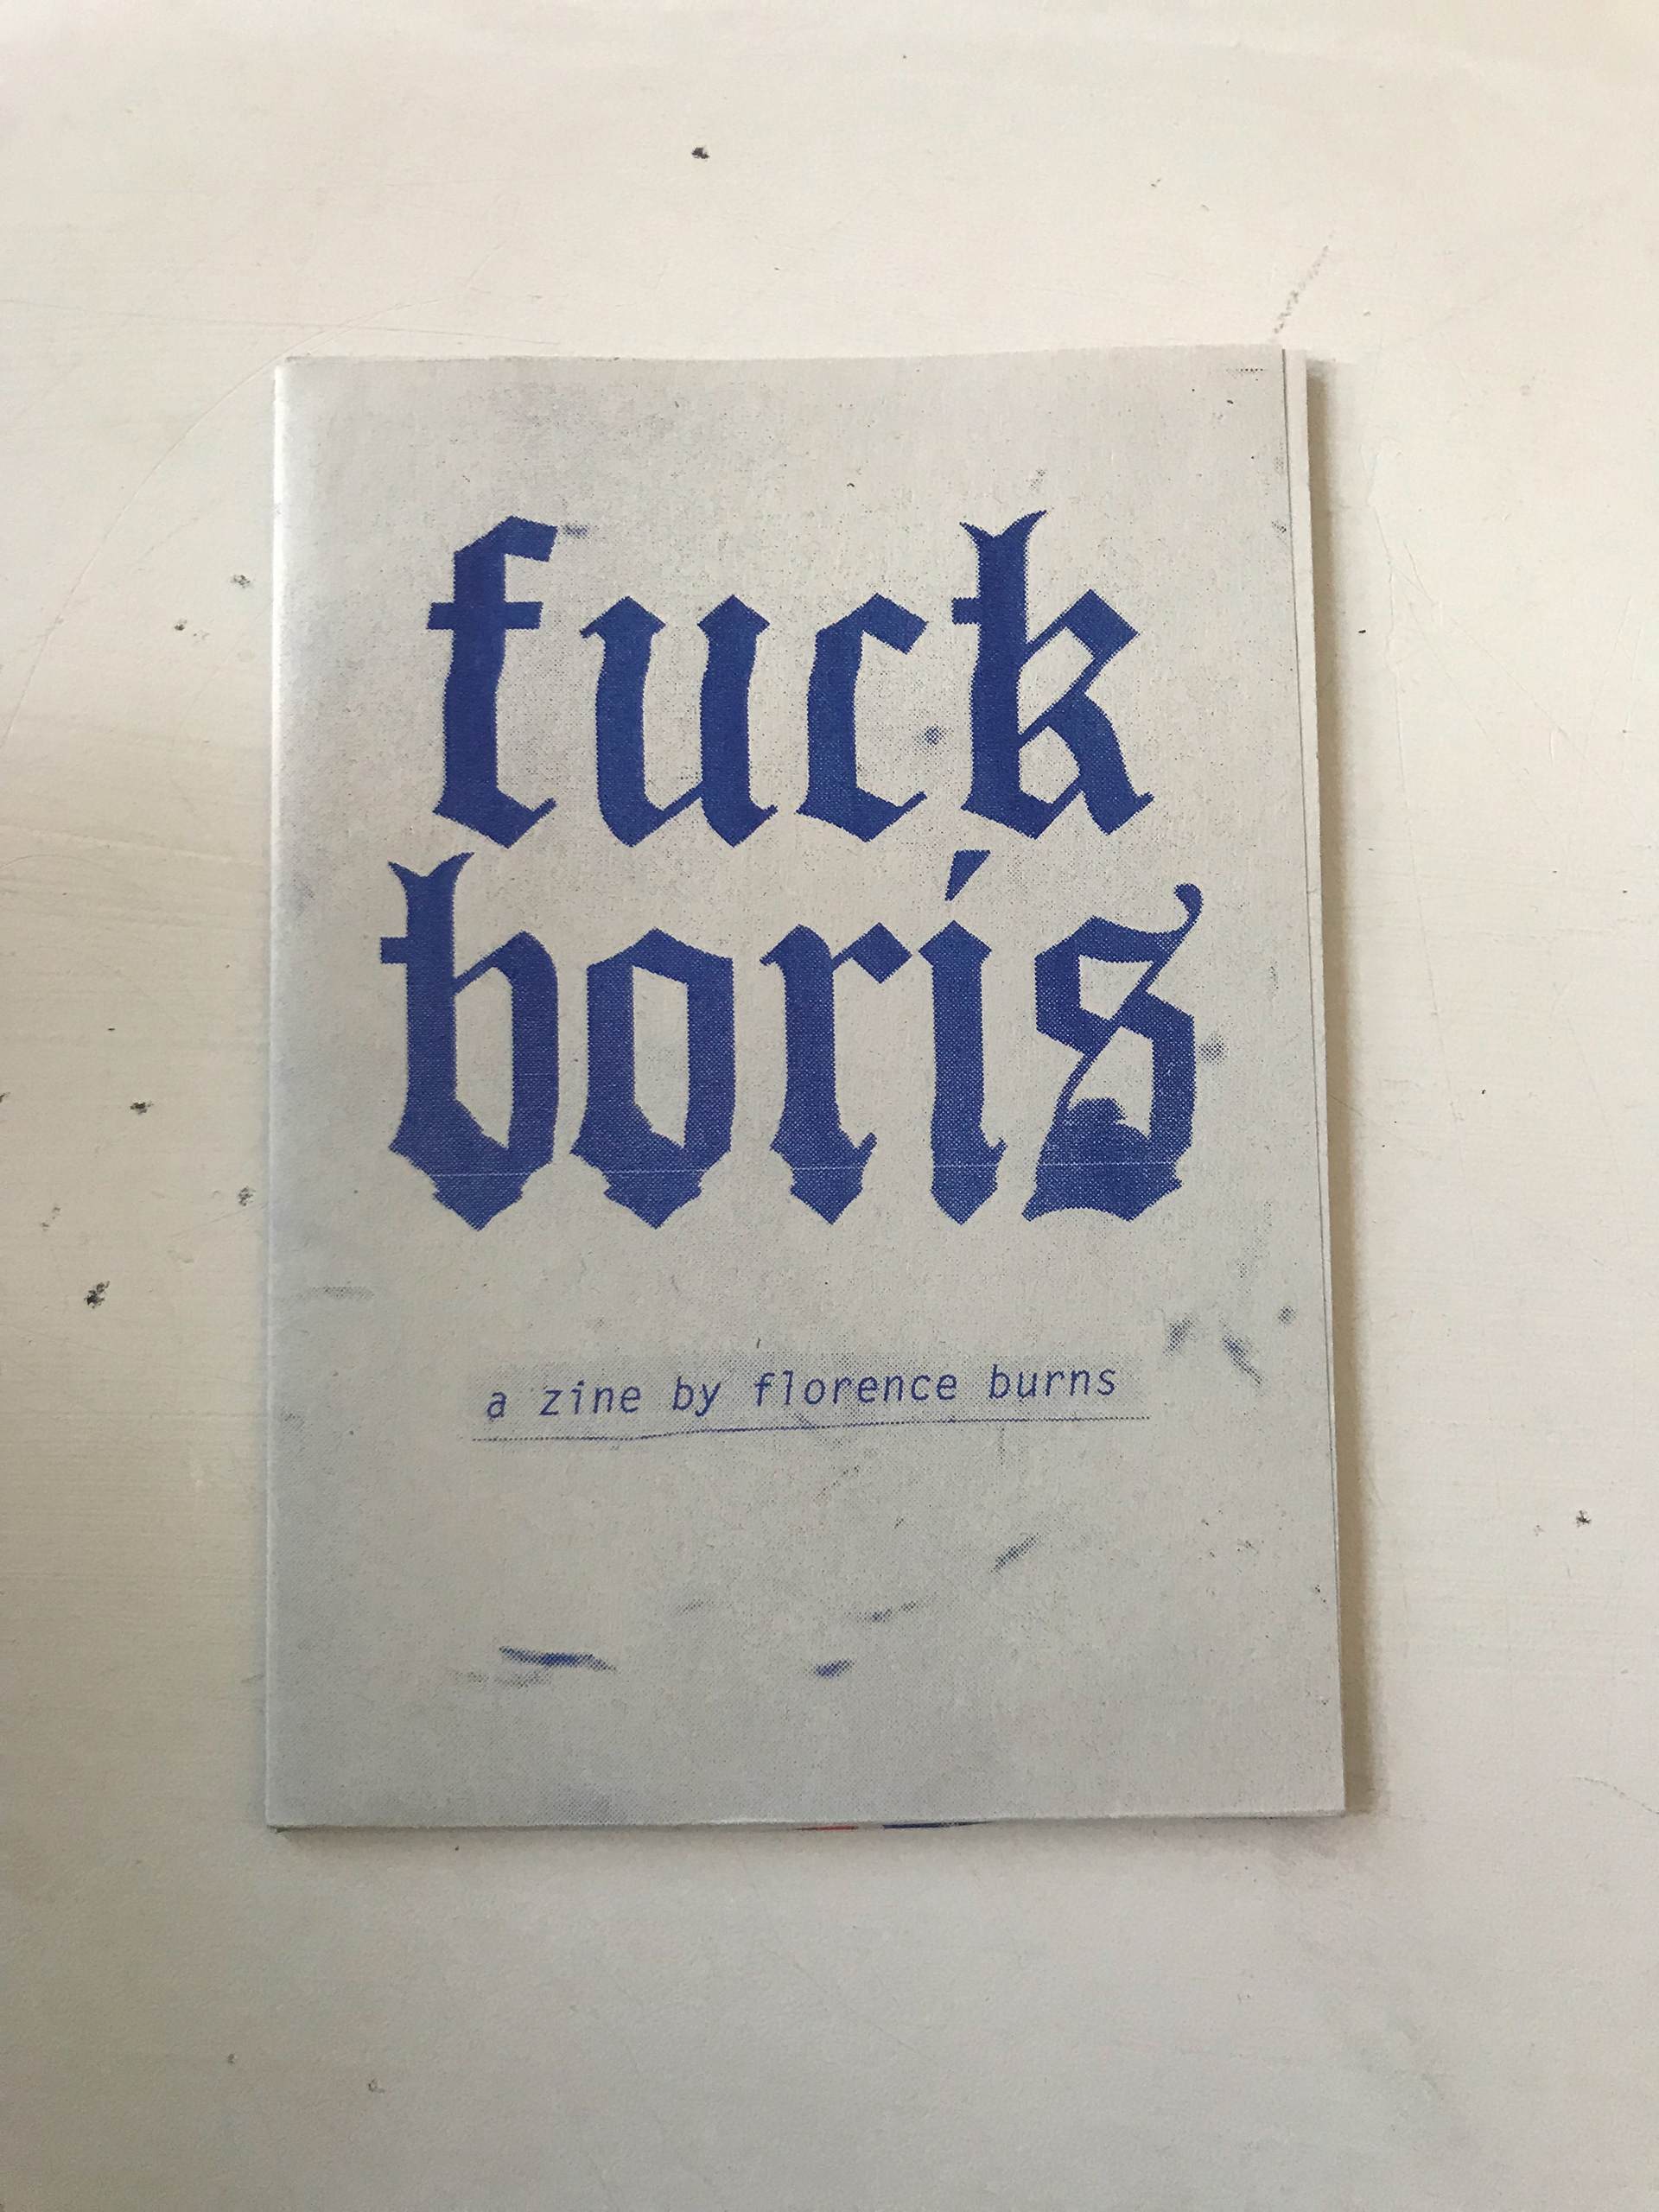 fuck
boris
a zine by florence burns